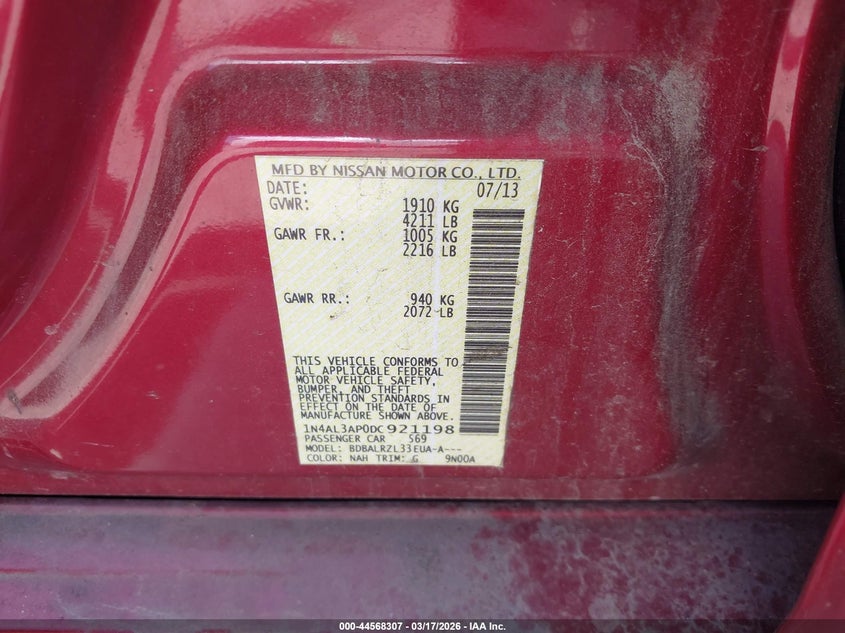 MFD BY NISSAN MOTOR CO., LTD.
DATE: 07/13
GVWR: 1910 KG
4211 LB
GAWR FR.: 1005 KG
2216 LB
GAWR RR.: 940 KG
2072 LB
THIS VEHICLE CONFORMS TO
ALL APPLICABLE FEDERAL
MOTOR VEHICLE SAFETY,
BUMPER, AND THEFT
PREVENTION STANDARDS IN
EFFECT ON THE DATE OF
MANUFACTURE SHOWN ABOVE.
1N4AL3AP0DC921198
PASSENGER CAR 569
MODEL: BDBALRZL33EUA-A---
COLOR: NAH TRIM: G 9N00A
000-44568307 | 03/17/2026 | IAA Inc.